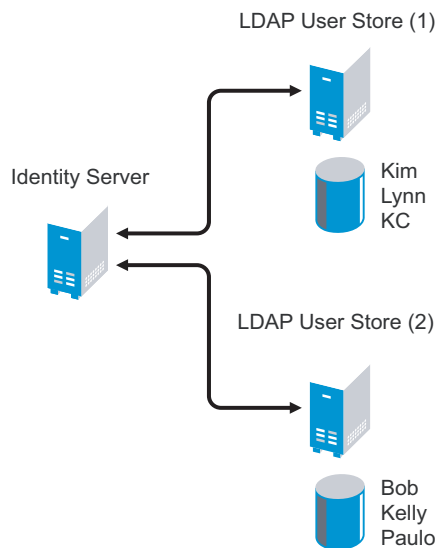 LDAP User Store (1)
Identity Server
Kim
Lynn
KC
LDAP User Store (2)
Bob
Kelly
Paulo